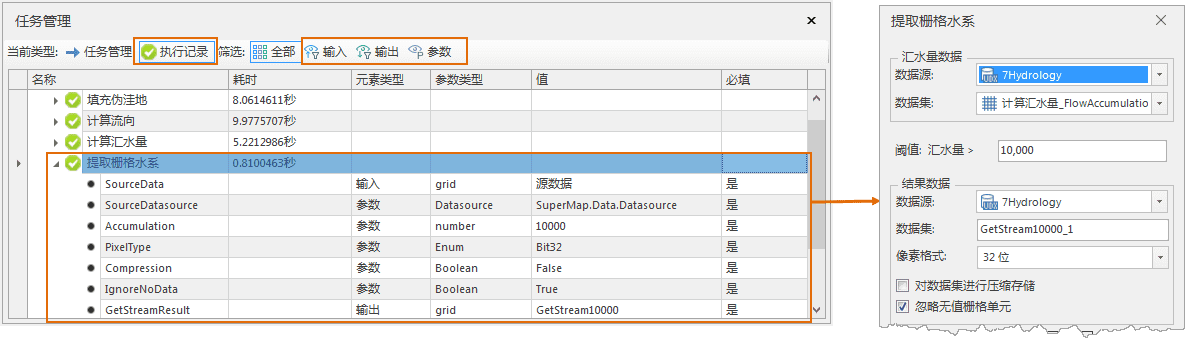 任务管理
当前类型: 任务管理 执行记录 筛选: 全部 输入 输出 参数
名称 耗时 元素类型 参数类型 值 必填
填充伪洼地 8.0614611秒
计算流向 9.9775707秒
计算汇水量 5.2212986秒
提取栅格水系 0.8100463秒
SourceData 输入 grid 源数据 是
SourceDatasource 参数 Datasource SuperMap.Data.Datasource 是
Accumulation 参数 number 10000 是
PixelType 参数 Enum Bit32 是
Compression 参数 Boolean False 是
IgnoreNoData 参数 Boolean True 是
GetStreamResult 输出 grid GetStream10000 是
提取栅格水系
汇水量数据
数据源: 7Hydrology
数据集: 计算汇水量_FlowAccumulatio
阈值: 汇水量 > 10,000
结果数据
数据源: 7Hydrology
数据集: GetStream10000_1
像素格式: 32 位
对数据集进行压缩存储
忽略无值栅格单元